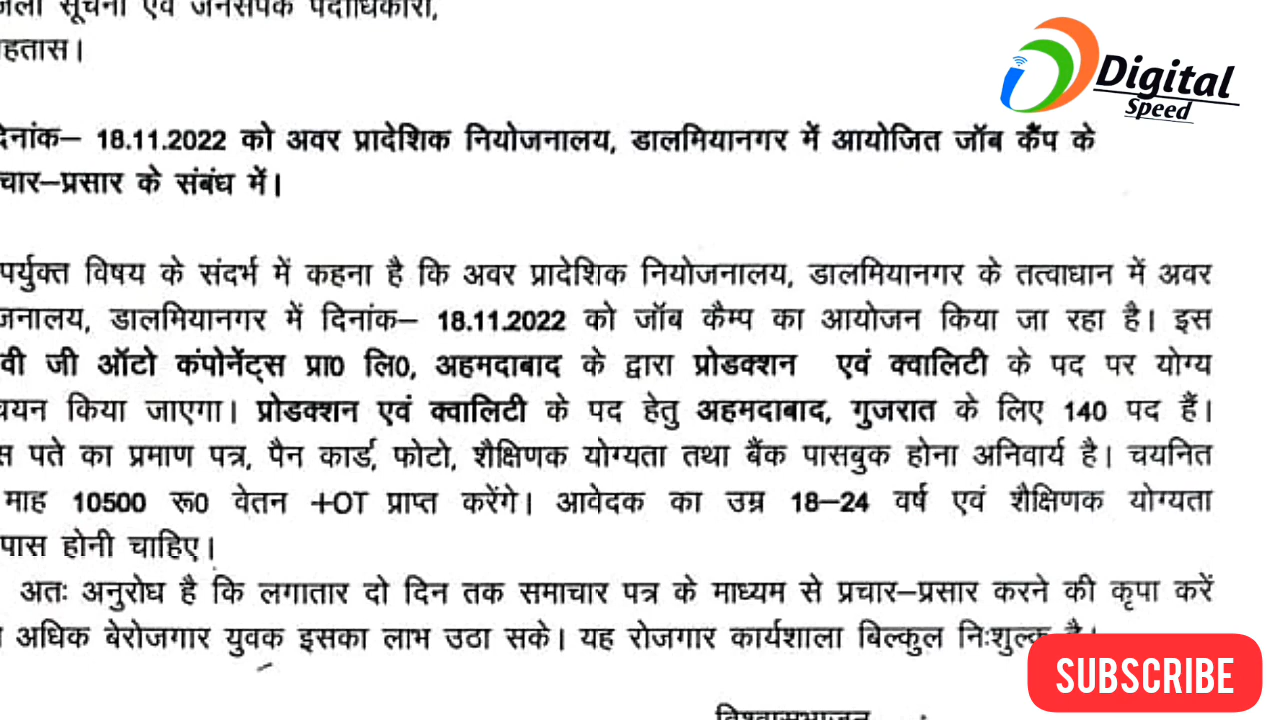 सूचना एवं जनसंपर्क पदाधिकारी,
हतास।
Digital
Speed
दिनांक– 18.11.2022 को अवर प्रादेशिक नियोजनालय, डालमियानगर में आयोजित जॉब कैंप के
चार–प्रसार के संबंध में।
पर्युक्त विषय के संदर्भ में कहना है कि अवर प्रादेशिक नियोजनालय, डालमियानगर के तत्वाधान में अवर
जनालय, डालमियानगर में दिनांक– 18.11.2022 को जॉब कैम्प का आयोजन किया जा रहा है। इस
वी जी ऑटो कंपोनेंट्स प्रा0 लि0, अहमदाबाद के द्वारा प्रोडक्शन एवं क्वालिटी के पद पर योग्य
चयन किया जाएगा। प्रोडक्शन एवं क्वालिटी के पद हेतु अहमदाबाद, गुजरात के लिए 140 पद हैं।
स पते का प्रमाण पत्र, पैन कार्ड, फोटो, शैक्षिणक योग्यता तथा बैंक पासबुक होना अनिवार्य है। चयनित
माह 10500 रू0 वेतन +OT प्राप्त करेंगे। आवेदक का उम्र 18–24 वर्ष एवं शैक्षिणक योग्यता
पास होनी चाहिए।
अतः अनुरोध है कि लगातार दो दिन तक समाचार पत्र के माध्यम से प्रचार–प्रसार करने की कृपा करें
अधिक बेरोजगार युवक इसका लाभ उठा सके। यह रोजगार कार्यशाला बिल्कुल निःशुल्क है।
SUBSCRIBE
विश्वासभाजन